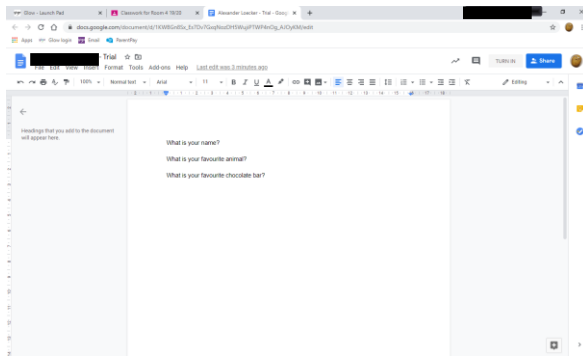 Glow - Launch Pad
Classwork for Room 4 19/20
Alexander Loecker - Trial - Goog
docs.google.com/document/d/
/edit
Apps Glow login Email ParentPay
- Trial
File Edit View Insert Format Tools Add-ons Help Last edit was 3 minutes ago
TURN IN
Share
100% Normal text Arial 11 B I U A Editing
Headings that you add to the document
will appear here.
What is your name?
What is your favourite animal?
What is your favourite chocolate bar?